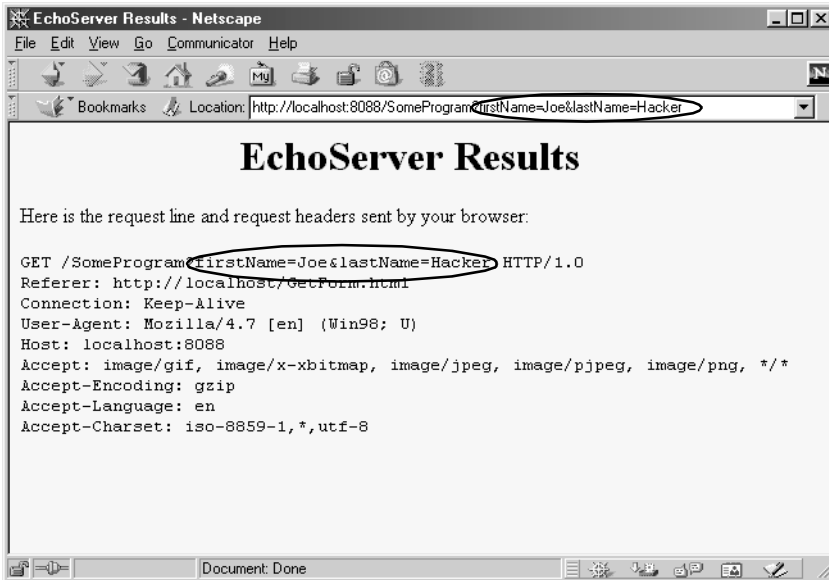 EchoServer Results - Netscape
File Edit View Go Communicator Help
My
N
Bookmarks Location: http://localhost:8088/SomeProgram?firstName=Joe&lastName=Hacker
EchoServer Results
Here is the request line and request headers sent by your browser:
GET /SomeProgram?firstName=Joe&lastName=Hacker HTTP/1.0
Referer: http://localhost/GetForm.html
Connection: Keep-Alive
User-Agent: Mozilla/4.7 [en] (Win98; U)
Host: localhost:8088
Accept: image/gif, image/x-xbitmap, image/jpeg, image/pjpeg, image/png, */*
Accept-Encoding: gzip
Accept-Language: en
Accept-Charset: iso-8859-1,*,utf-8
Document: Done